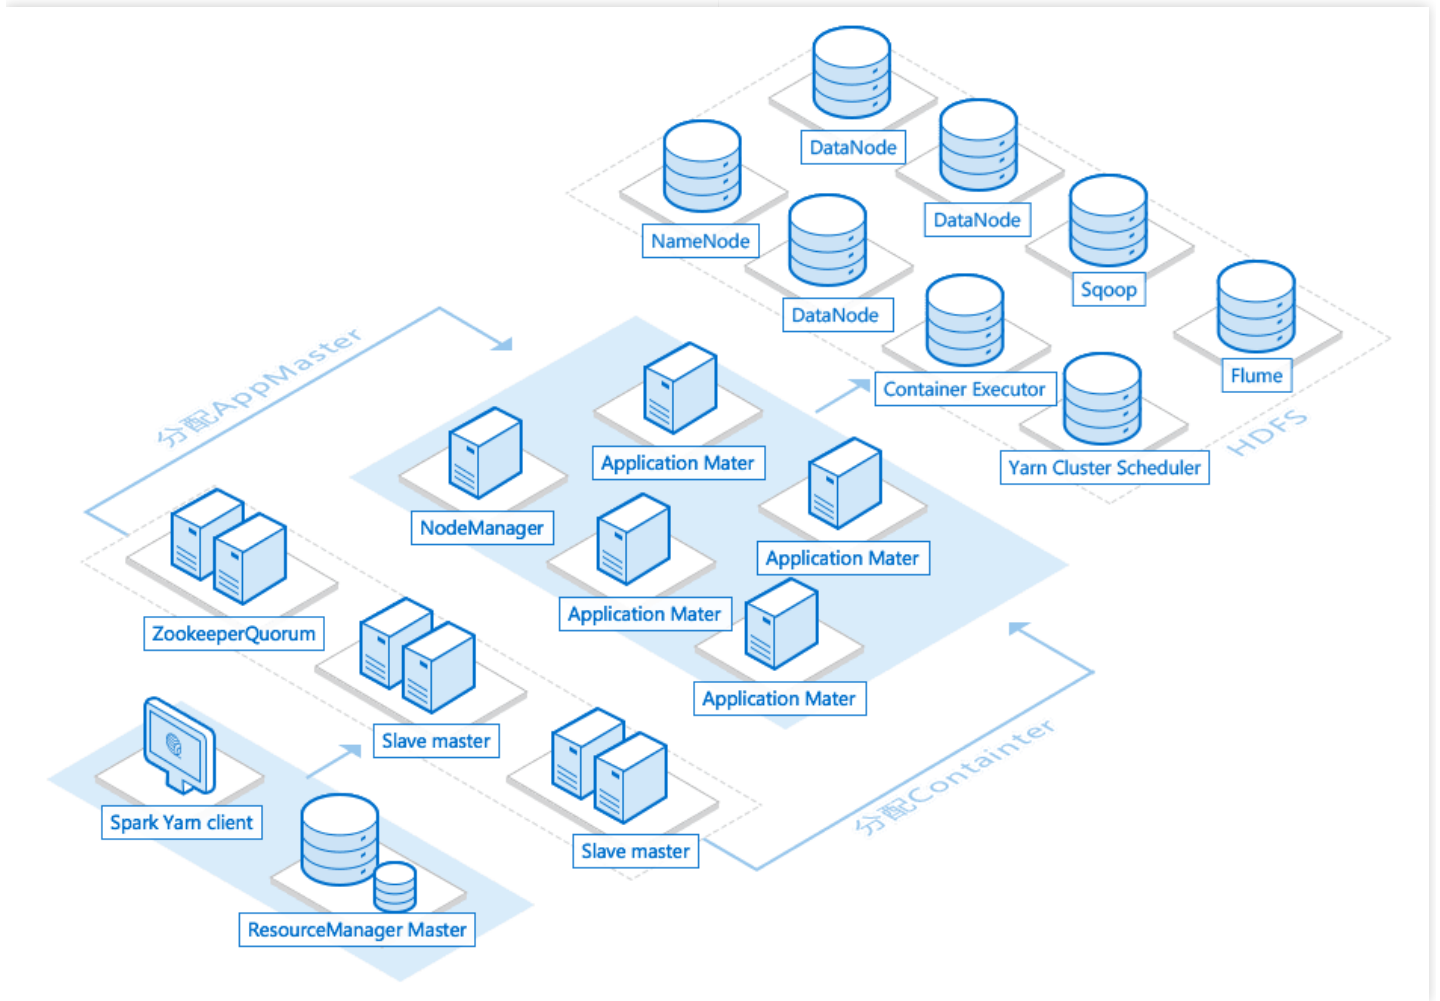 DataNode
DataNode
NameNode
Sqoop
DataNode
Flume
Container Executor
HDFS
Yarn Cluster Scheduler
分配AppMaster
Application Mater
NodeManager
Application Mater
Application Mater
ZookeeperQuorum
Application Mater
Slave master
分配Containter
Spark Yarn client
Slave master
ResourceManager Master